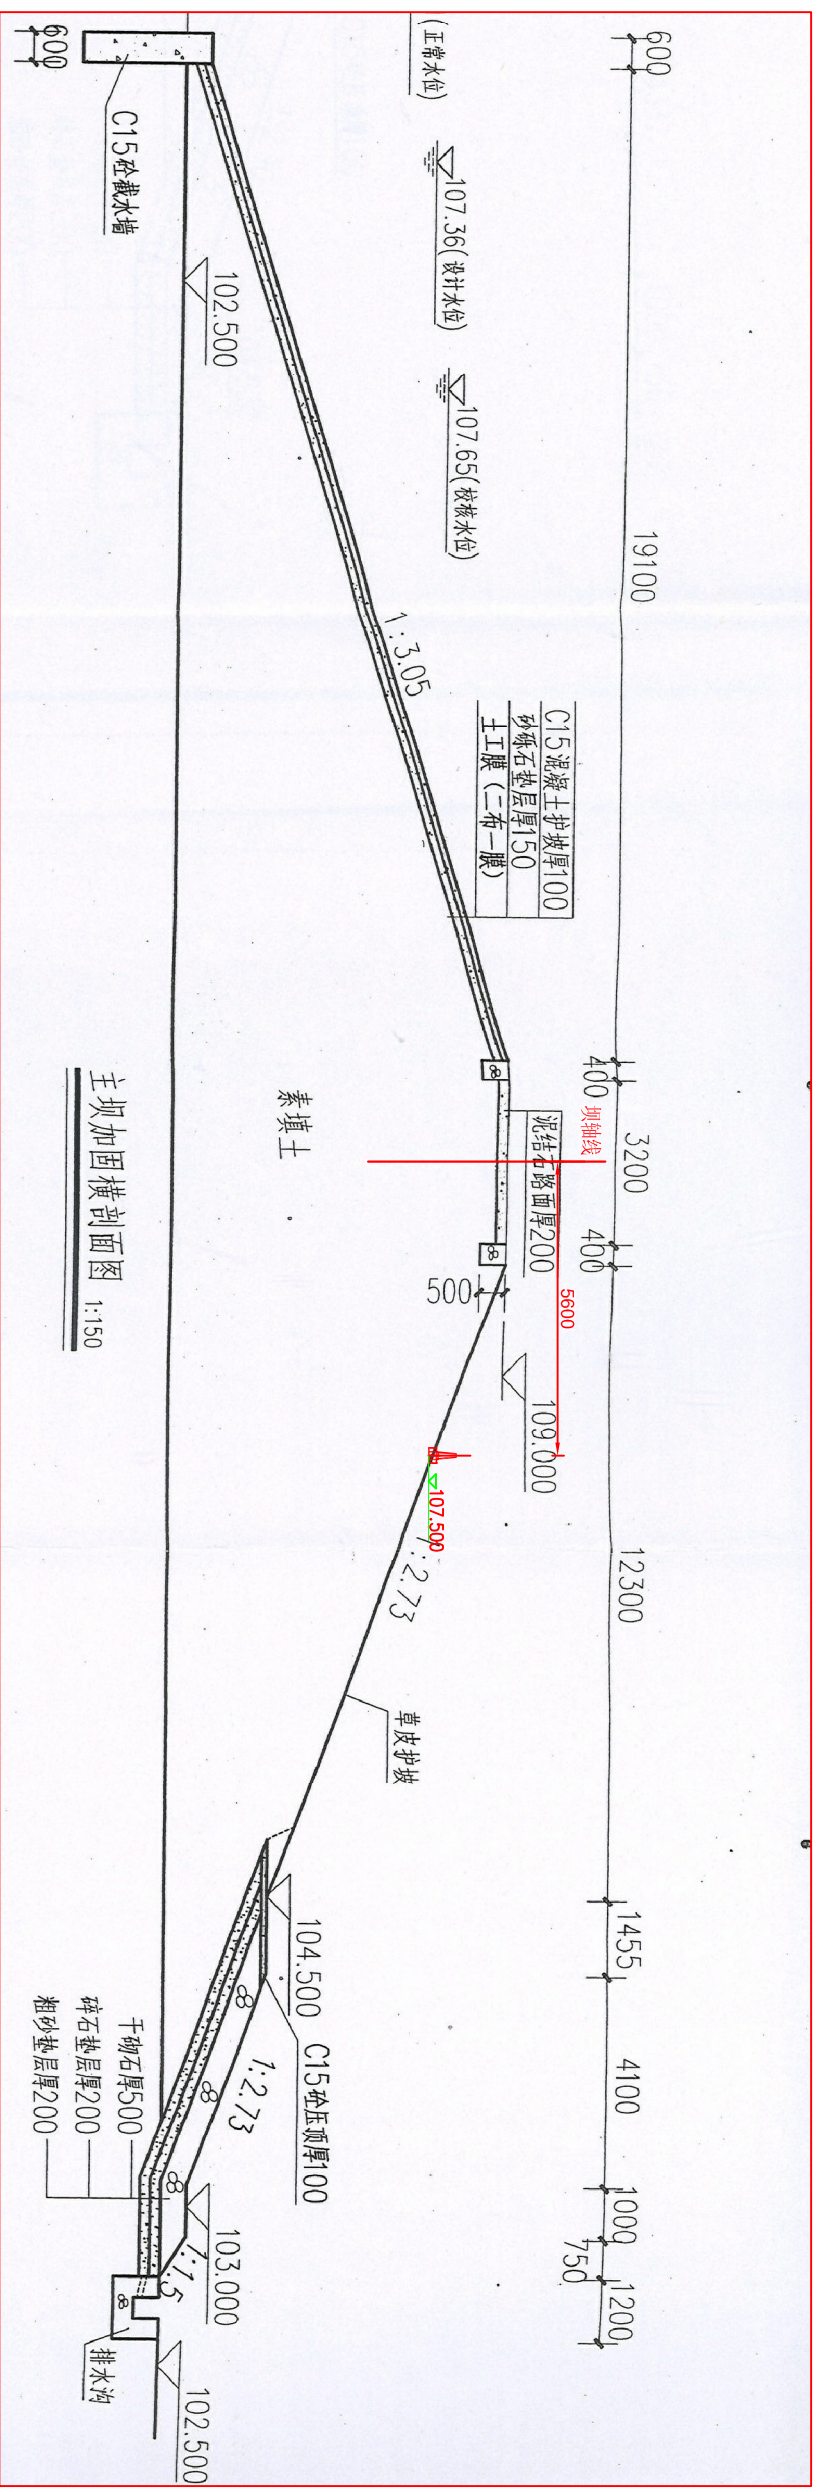 600
19100
400
3200
400
12300
1455
4100
1000
750
1200
(正常水位)
107.36(设计水位)
107.65(校核水位)
C15混凝土护坡厚100
砂砾石垫层厚150
土工膜(二布一膜)
坝轴线
泥结石路面厚200
5600
500
109.000
107.500
1:3.05
1:2.73
草皮护坡
600
C15砼截水墙
102.500
素填土
104.500
C15砼压顶厚100
1:2.73
103.000
1:1.5
干砌石厚500
碎石垫层厚200
粗砂垫层厚200
排水沟
102.500
主坝加固横剖面图 1:150